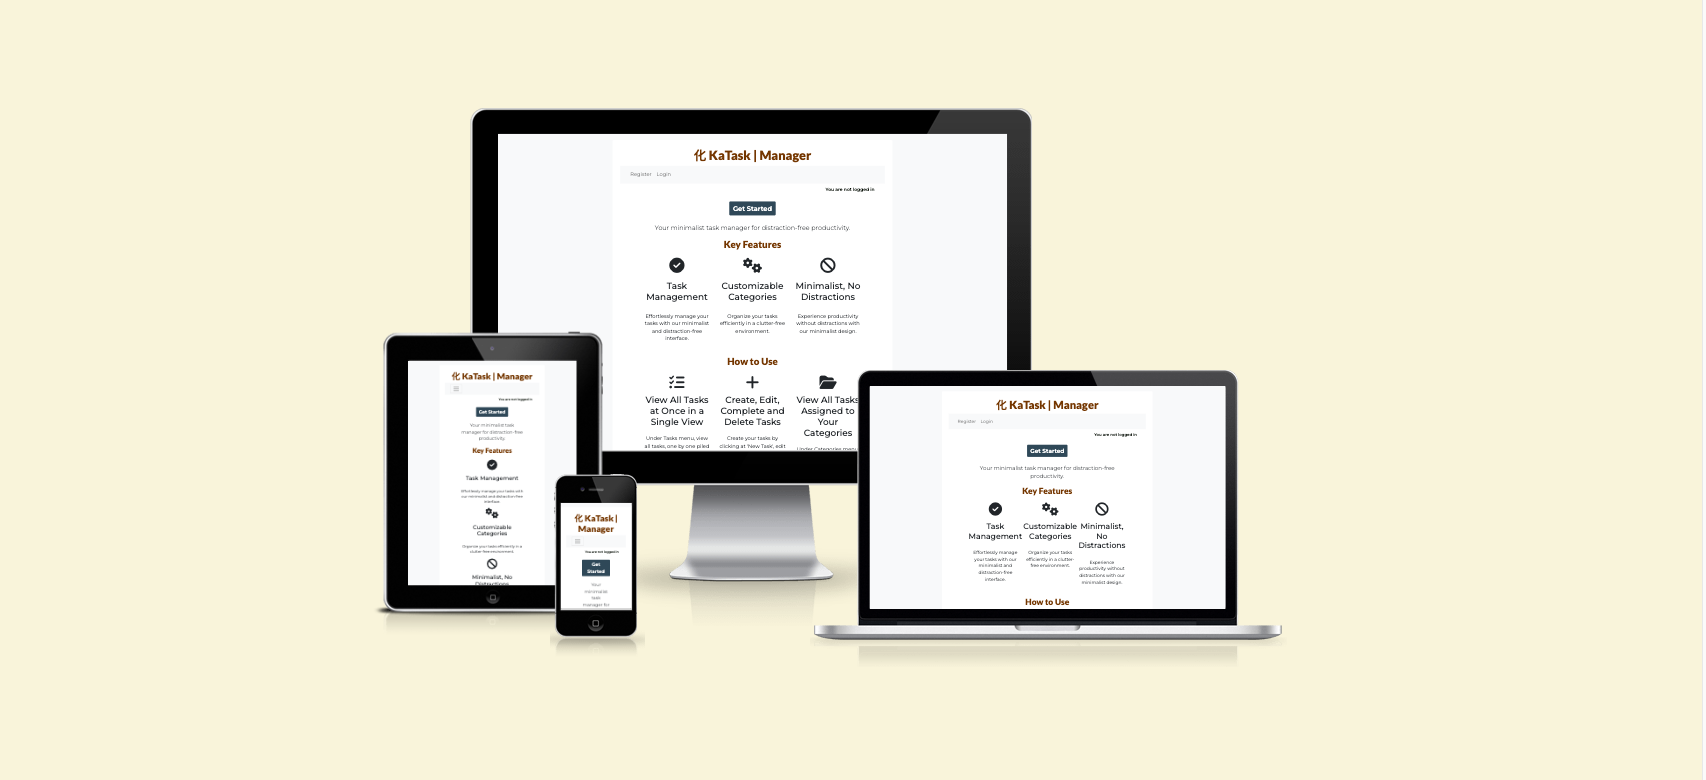 化 KaTask | Manager
Register Login
You are not logged in
Get Started
Your minimalist task manager for distraction-free productivity.
Key Features
Task
Management
Effortlessly manage your
tasks with our minimalist
and distraction-free
interface.
Customizable
Categories
Organize your tasks
efficiently in a clutter-free
environment.
Minimalist, No
Distractions
Experience productivity
without distractions with
our minimalist design.
How to Use
View All Tasks
at Once in a
Single View
Under Tasks menu, view
all tasks, one by one piled
Create, Edit,
Complete and
Delete Tasks
Create your tasks by
clicking at 'New Task', edit
View All Tasks
Assigned to
Your
Categories
Under Categories menu
化 KaTask | Manager
You are not logged in
Get Started
Your minimalist task
manager for distraction-free
productivity.
Key Features
Task Management
Effortlessly manage your tasks with
our minimalist and distraction-free
interface.
Customizable
Categories
Organize your tasks efficiently in a
clutter-free environment.
Minimalist, No
Distractions
化 KaTask |
Manager
You are not logged in
Get
Started
Your
minimalist
task
manager for
化 KaTask | Manager
Register Login
You are not logged in
Get Started
Your minimalist task manager for distraction-free
productivity.
Key Features
Task
Management
Effortlessly manage
your tasks with our
minimalist and
distraction-free
interface.
Customizable
Categories
Organize your tasks
efficiently in a clutter-
free environment.
Minimalist,
No
Distractions
Experience
productivity without
distractions with our
minimalist design.
How to Use